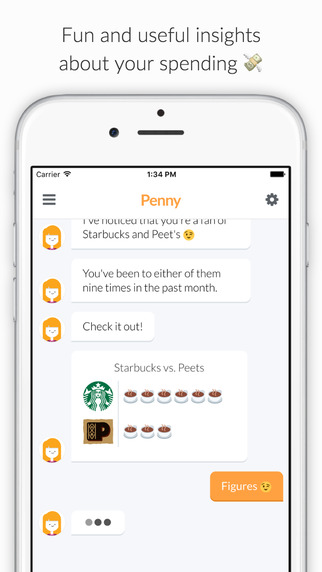 Fun and useful insights
about your spending 💸
Carrier 1:34 PM
Penny
I've noticed that you're a fan of
Starbucks and Peet's 😉
You've been to either of them
nine times in the past month.
Check it out!
Starbucks vs. Peets
Figures 😉